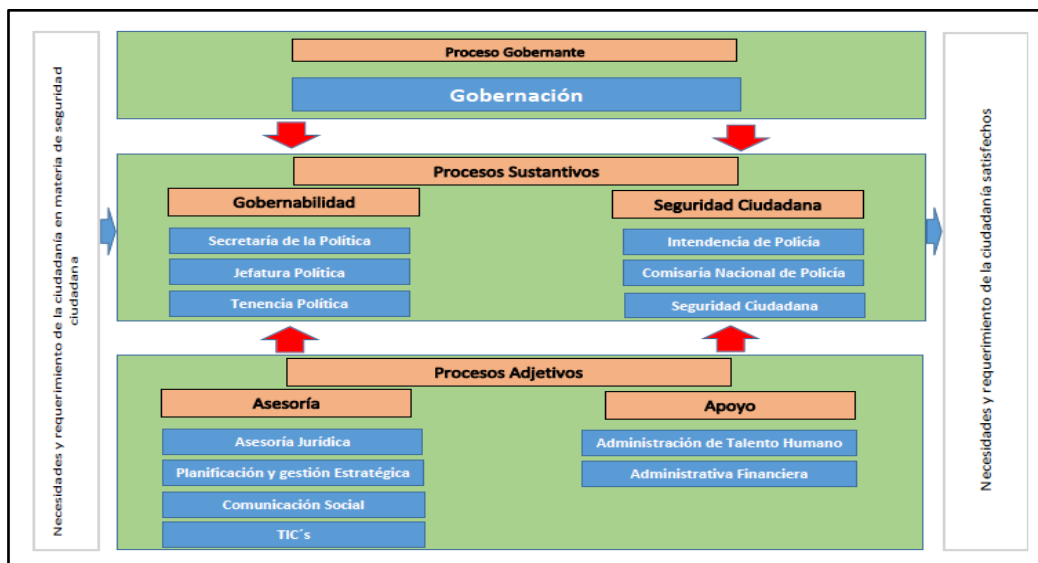 Necesidades y requerimiento de la ciudadanía en matería de seguridad
ciudadana
Proceso Gobernante
Gobernación
Procesos Sustantivos
Gobernabilidad
Secretaría de la Política
Jefatura Política
Tenencia Política
Seguridad Ciudadana
Intendencia de Policía
Comisaría Nacional de Policía
Seguridad Ciudadana
Procesos Adjetivos
Asesoría
Asesoría Jurídica
Planificación y gestión Estratégica
Comunicación Social
TIC´s
Apoyo
Administración de Talento Humano
Administrativa Financiera
Necesidades y requerimiento de la ciudadanía satisfechos